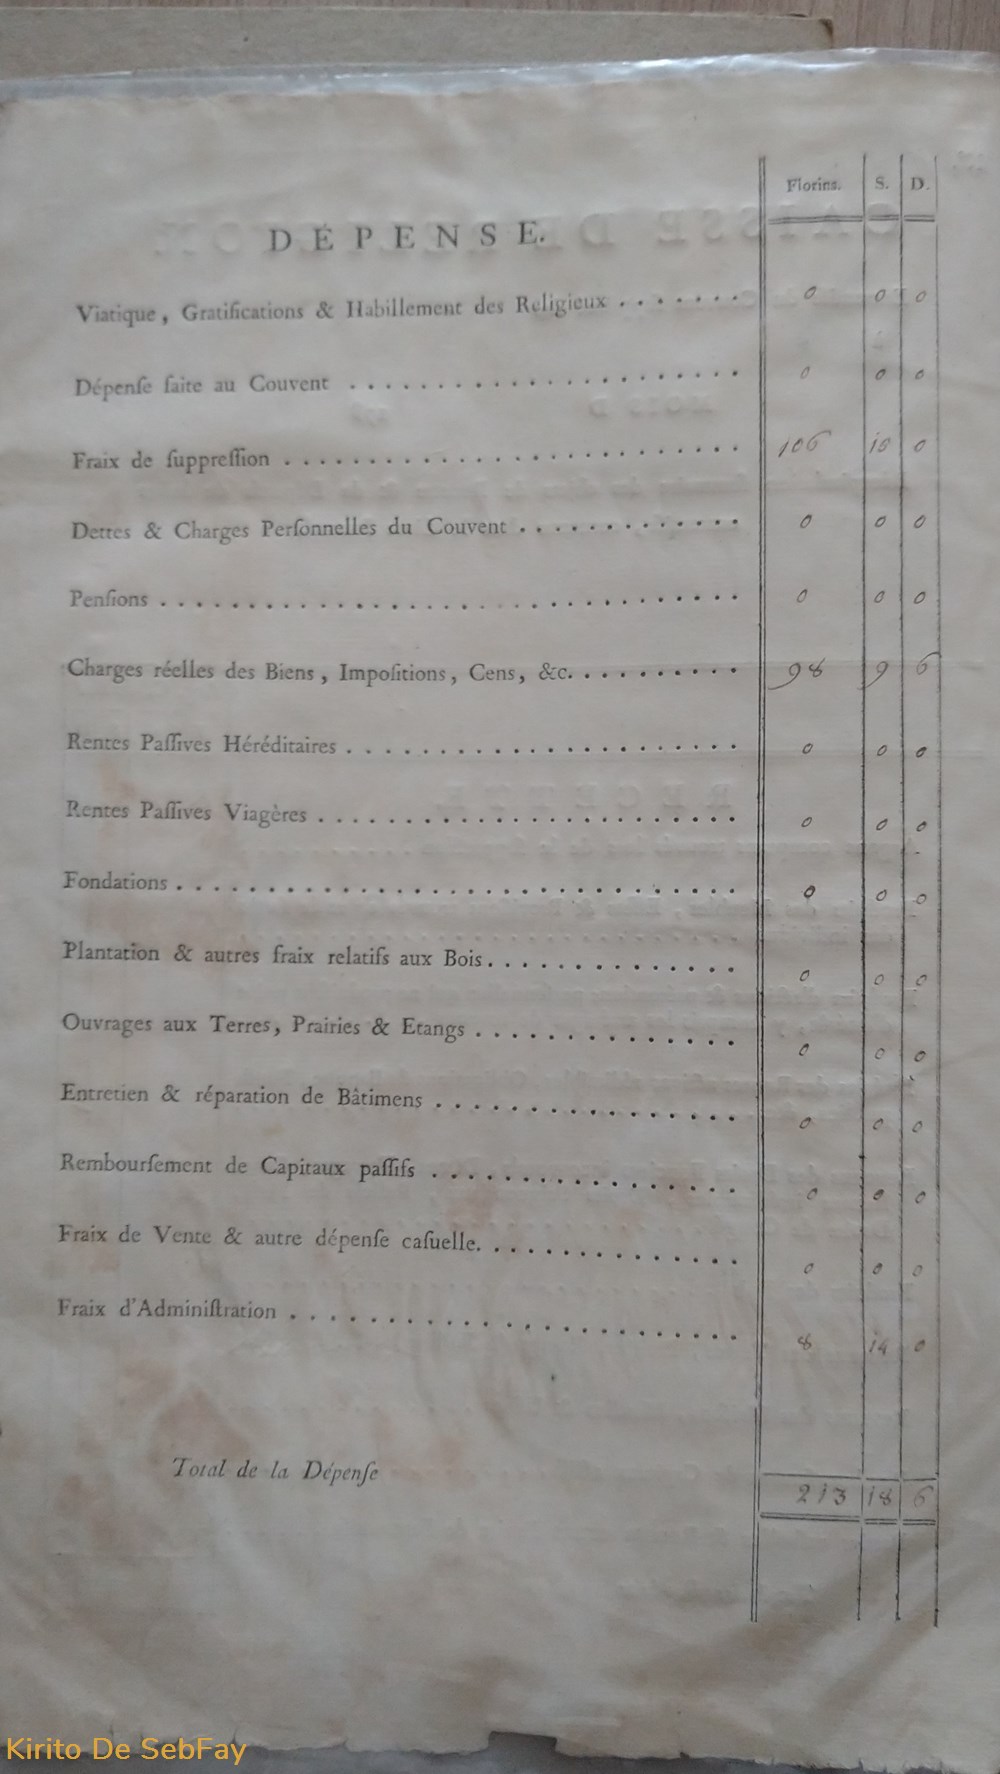 Florins. S. D.
DÉPENSE.
Viatique, Gratifications & Habillement des Religieux . . . . . . . 0 0 0
Dépenſe faite au Couvent . . . . . . . . . . . . . . . . . . . . . . 0 0 0
Fraix de ſuppreſſion . . . . . . . . . . . . . . . . . . . . . . . . . 106 15 0
Dettes & Charges Perſonnelles du Couvent . . . . . . . . . . . . . 0 0 0
Penſions . . . . . . . . . . . . . . . . . . . . . . . . . . . . . . . . 0 0 0
Charges réelles des Biens, Impoſitions, Cens, &c. . . . . . . . . . 98 9 6
Rentes Paſſives Héréditaires . . . . . . . . . . . . . . . . . . . . . . 0 0 0
Rentes Paſſives Viagères . . . . . . . . . . . . . . . . . . . . . . . . 0 0 0
Fondations . . . . . . . . . . . . . . . . . . . . . . . . . . . . . . . 0 0 0
Plantation & autres fraix relatifs aux Bois. . . . . . . . . . . . . 0 0 0
Ouvrages aux Terres, Prairies & Etangs . . . . . . . . . . . . . . 0 0 0
Entretien & réparation de Bâtimens . . . . . . . . . . . . . . . . 0 0 0
Rembourſement de Capitaux paſſifs . . . . . . . . . . . . . . . . 0 0 0
Fraix de Vente & autre dépenſe caſuelle. . . . . . . . . . . . . . 0 0 0
Fraix d'Adminiſtration . . . . . . . . . . . . . . . . . . . . . . . . 8 14 0
Total de la Dépenſe 213 18 6
Kirito De SebFay